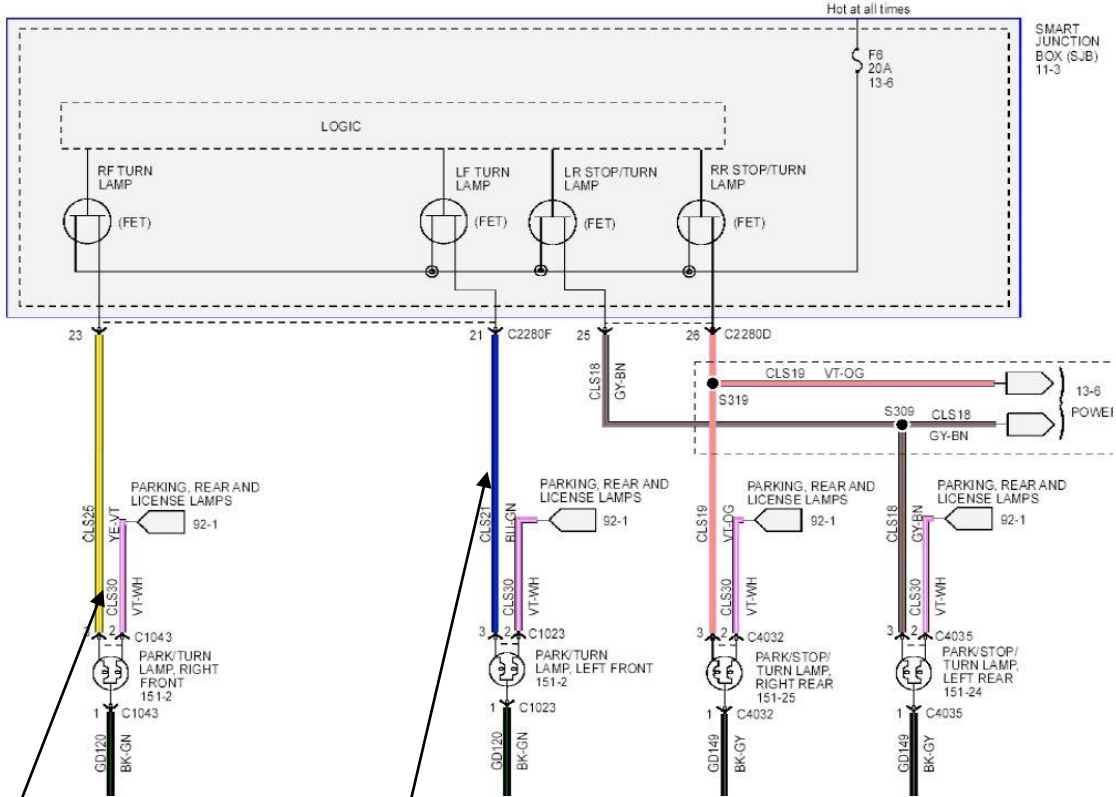 Hot at all times
SMART
JUNCTION
BOX (SJB)
11-3
F6
20A
13-6
LOGIC
RF TURN
LAMP
(FET)
LF TURN
LAMP
(FET)
LR STOP/TURN
LAMP
(FET)
RR STOP/TURN
LAMP
(FET)
23
21 C2280F
25
26 C2280D
CLS18
GY-BN
CLS19 VT-OG
S319
S309
CLS18
GY-BN
13-6
POWER
PARKING, REAR AND
LICENSE LAMPS
92-1
CLS25
YE-VT
CLS30
VT-WH
2 C1043
PARK/TURN
LAMP, RIGHT
FRONT
151-2
1 C1043
GD120
BK-GN
PARKING, REAR AND
LICENSE LAMPS
92-1
CLS21
BU-GN
CLS30
VT-WH
3 2 C1023
PARK/TURN
LAMP, LEFT FRONT
151-2
1 C1023
GD120
BK-GN
PARKING, REAR AND
LICENSE LAMPS
92-1
CLS19
VT-OG
CLS30
VT-WH
3 2 C4032
PARK/STOP/
TURN LAMP,
RIGHT REAR
151-25
1 C4032
GD149
BK-GY
PARKING, REAR AND
LICENSE LAMPS
92-1
CLS18
GY-BN
CLS30
VT-WH
3 2 C4035
PARK/STOP/
TURN LAMP,
LEFT REAR
151-24
1 C4035
GD149
BK-GY